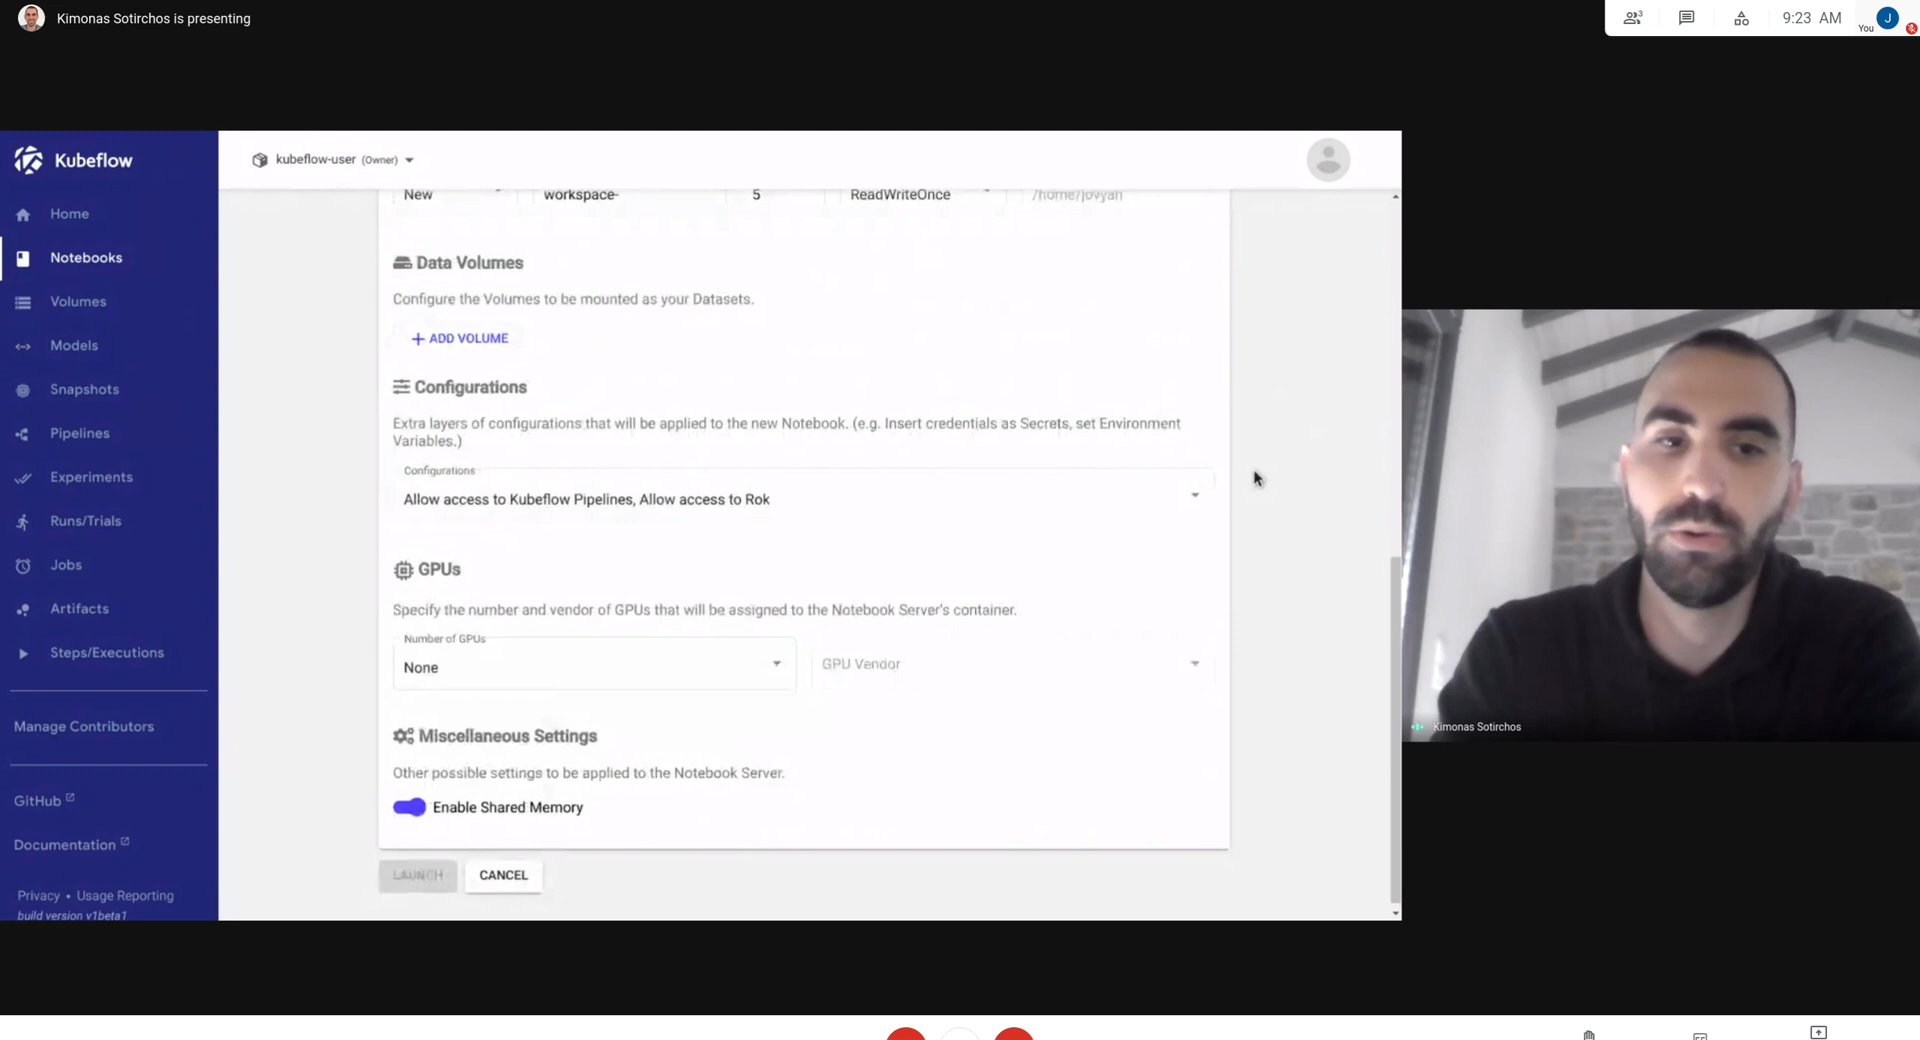 Kimonas Sotirchos is presenting
3
9:23 AM
You
J
Kubeflow
kubeflow-user (Owner)
Home
Notebooks
Volumes
Models
Snapshots
Pipelines
Experiments
Runs/Trials
Jobs
Artifacts
Steps/Executions
Manage Contributors
GitHub
Documentation
Privacy • Usage Reporting
build version v1beta1
New workspace- 5 ReadWriteOnce /home/jovyan
Data Volumes
Configure the Volumes to be mounted as your Datasets.
+ ADD VOLUME
Configurations
Extra layers of configurations that will be applied to the new Notebook. (e.g. Insert credentials as Secrets, set Environment
Variables.)
Configurations
Allow access to Kubeflow Pipelines, Allow access to Rok
GPUs
Specify the number and vendor of GPUs that will be assigned to the Notebook Server's container.
Number of GPUs
None
GPU Vendor
Miscellaneous Settings
Other possible settings to be applied to the Notebook Server.
Enable Shared Memory
LAUNCH
CANCEL
Kimonas Sotirchos